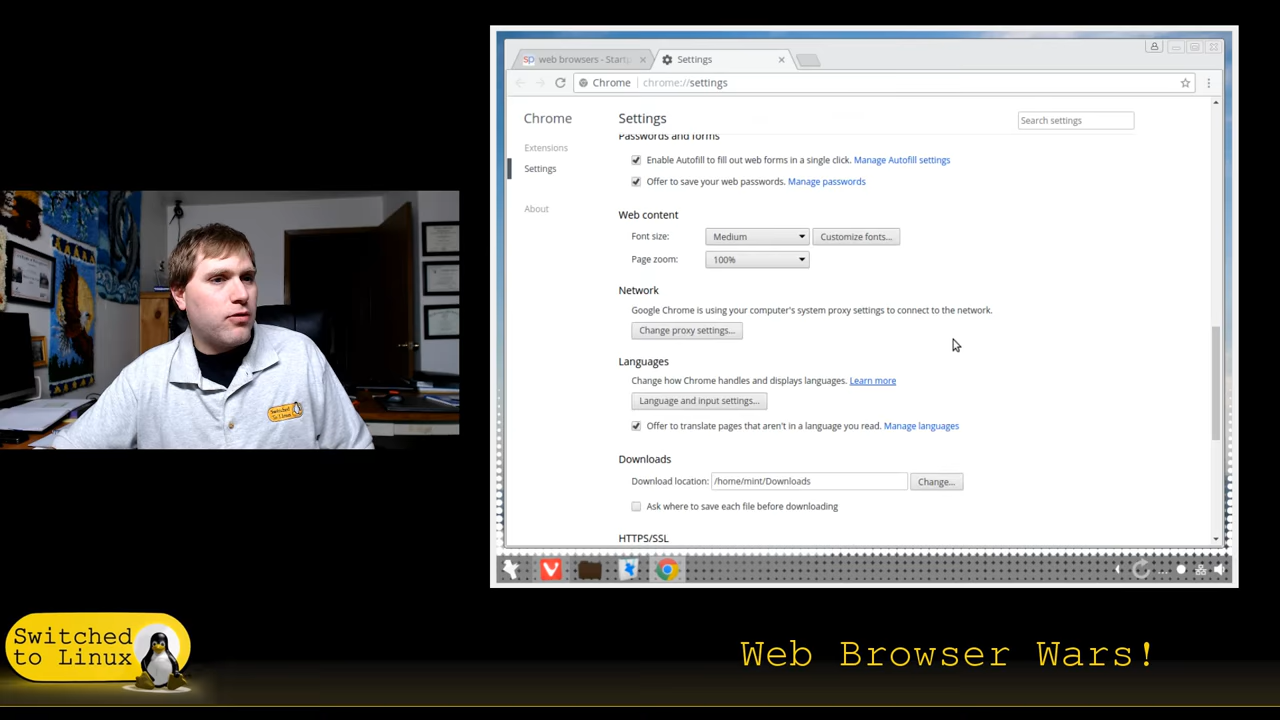 web browsers - Startp
Settings
Chrome
chrome://settings
Chrome
Extensions
Settings
About
Settings
Search settings
Passwords and forms
Enable Autofill to fill out web forms in a single click. Manage Autofill settings
Offer to save your web passwords. Manage passwords
Web content
Font size:
Medium
Customize fonts...
Page zoom:
100%
Network
Google Chrome is using your computer's system proxy settings to connect to the network.
Change proxy settings...
Languages
Change how Chrome handles and displays languages. Learn more
Language and input settings...
Offer to translate pages that aren't in a language you read. Manage languages
Downloads
Download location:
/home/mint/Downloads
Change...
Ask where to save each file before downloading
HTTPS/SSL
Switched
To Linux
Switched
to Linux
Web Browser Wars!